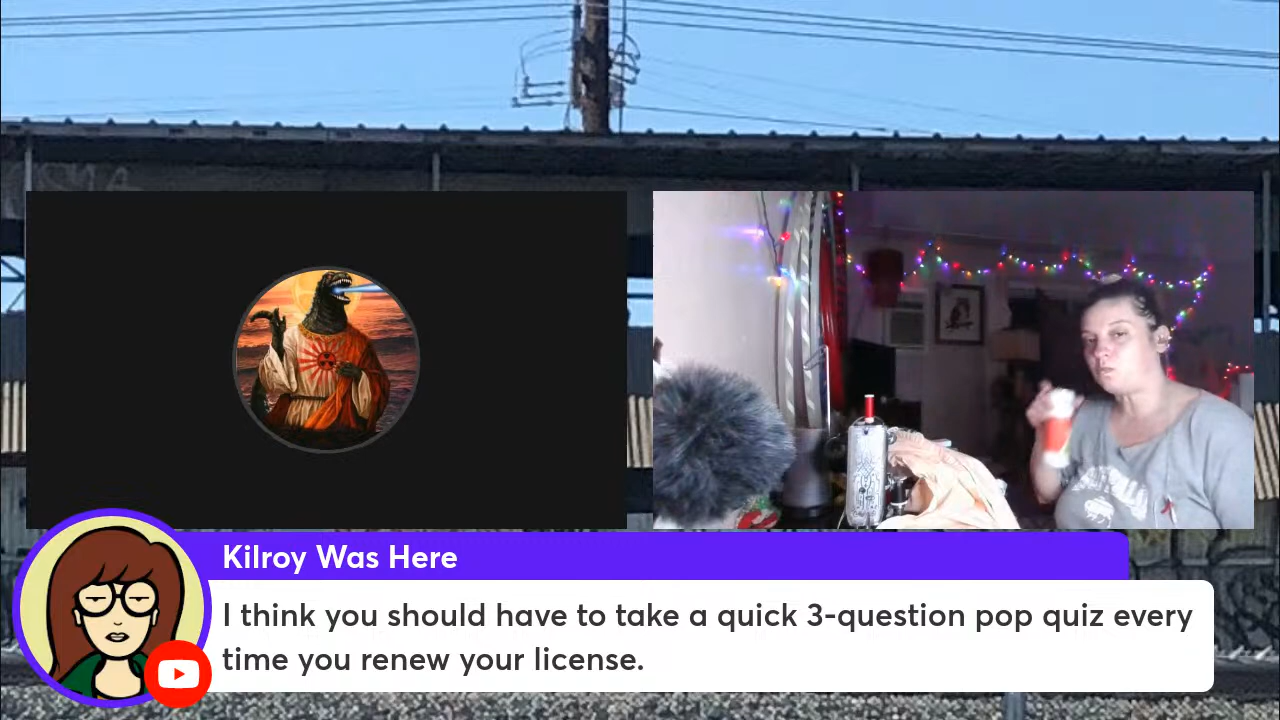 Kilroy Was Here
I think you should have to take a quick 3-question pop quiz every
time you renew your license.